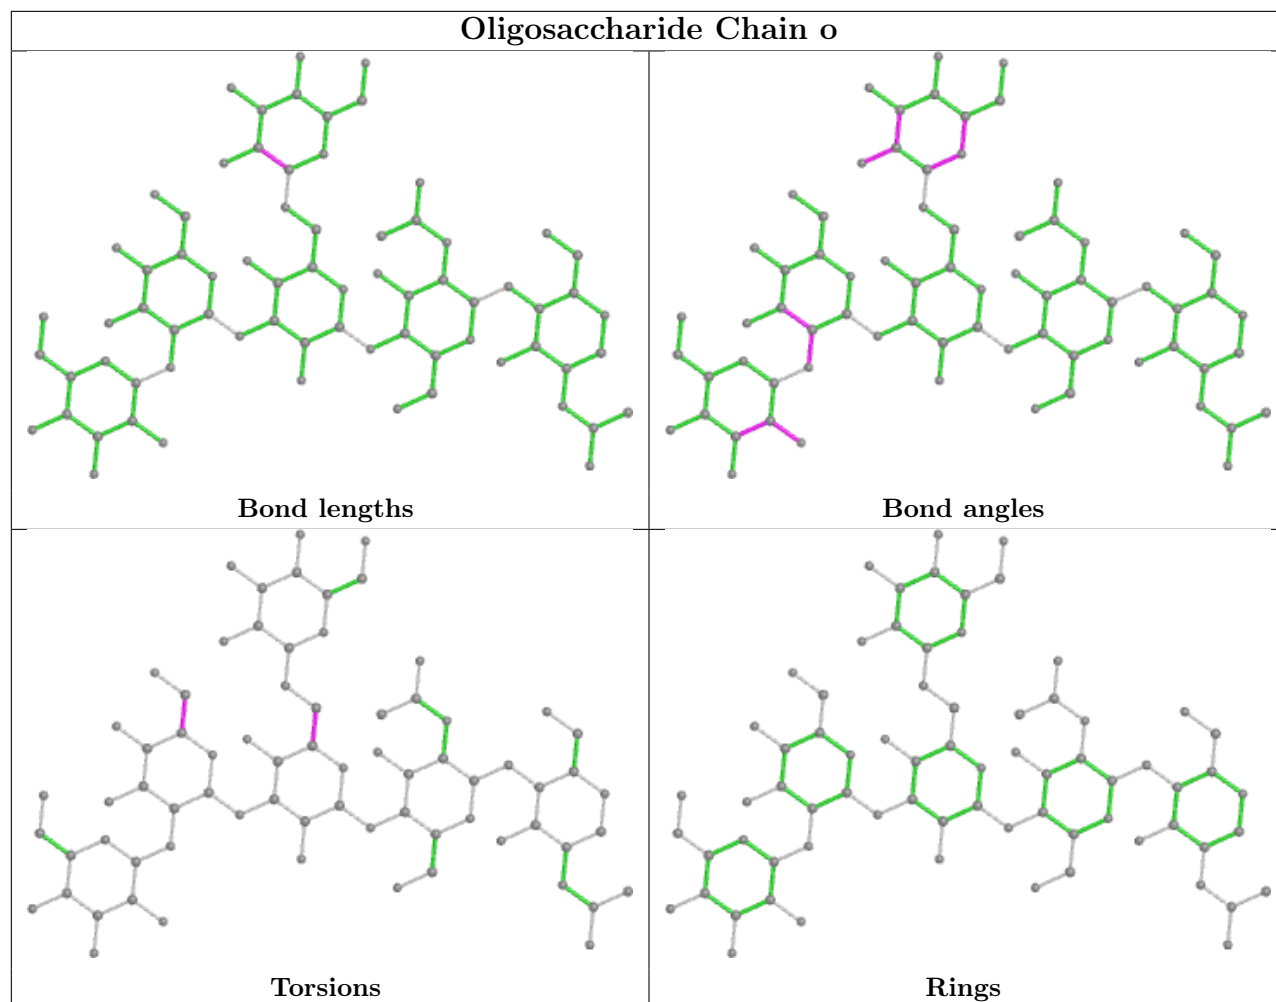 Oligosaccharide Chain o
Bond lengths
Bond angles
Torsions
Rings